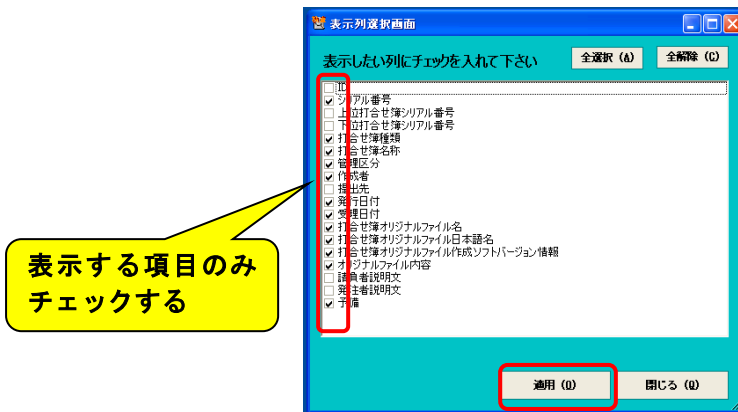 表示列選択画面
表示したい列にチェックを入れて下さい
全選択 (A)
全解除 (C)
ID
シリアル番号
上位打合せ簿シリアル番号
下位打合せ簿シリアル番号
打合せ簿種類
打合せ簿名称
管理区分
作成者
提出先
発行日付
受理日付
打合せ簿オリジナルファイル名
打合せ簿オリジナルファイル日本語名
打合せ簿オリジナルファイル作成ソフトバージョン情報
オリジナルファイル内容
請負者説明文
発注者説明文
予備
表示する項目のみ
チェックする
適用 (O)
閉じる (Q)